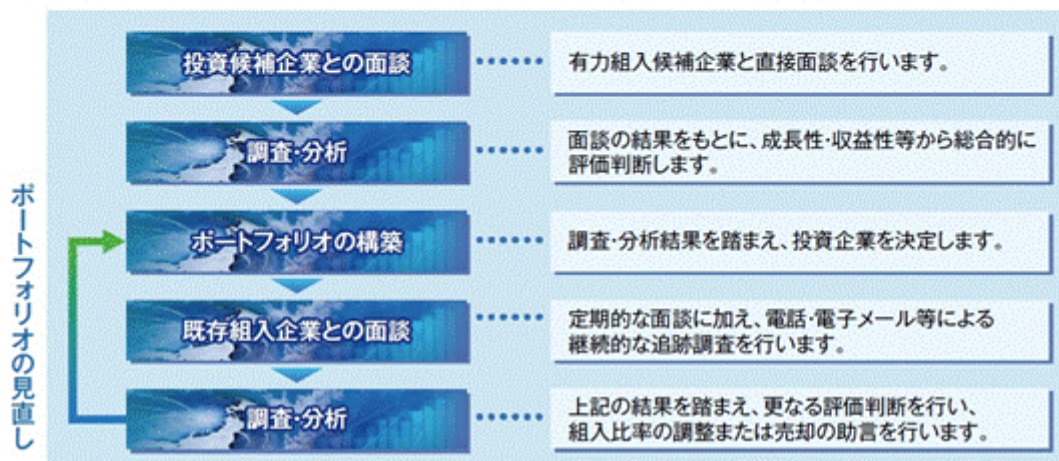 投資候補企業との面談
有力組入候補企業と直接面談を行います。
調査･分析
面談の結果をもとに、成長性･収益性等から総合的に
評価判断します。
ポートフォリオの構築
調査･分析結果を踏まえ、投資企業を決定します。
既存組入企業との面談
定期的な面談に加え、電話･電子メール等による
継続的な追跡調査を行います。
調査･分析
上記の結果を踏まえ、更なる評価判断を行い、
組入比率の調整または売却の助言を行います。
ポートフォリオの見直し